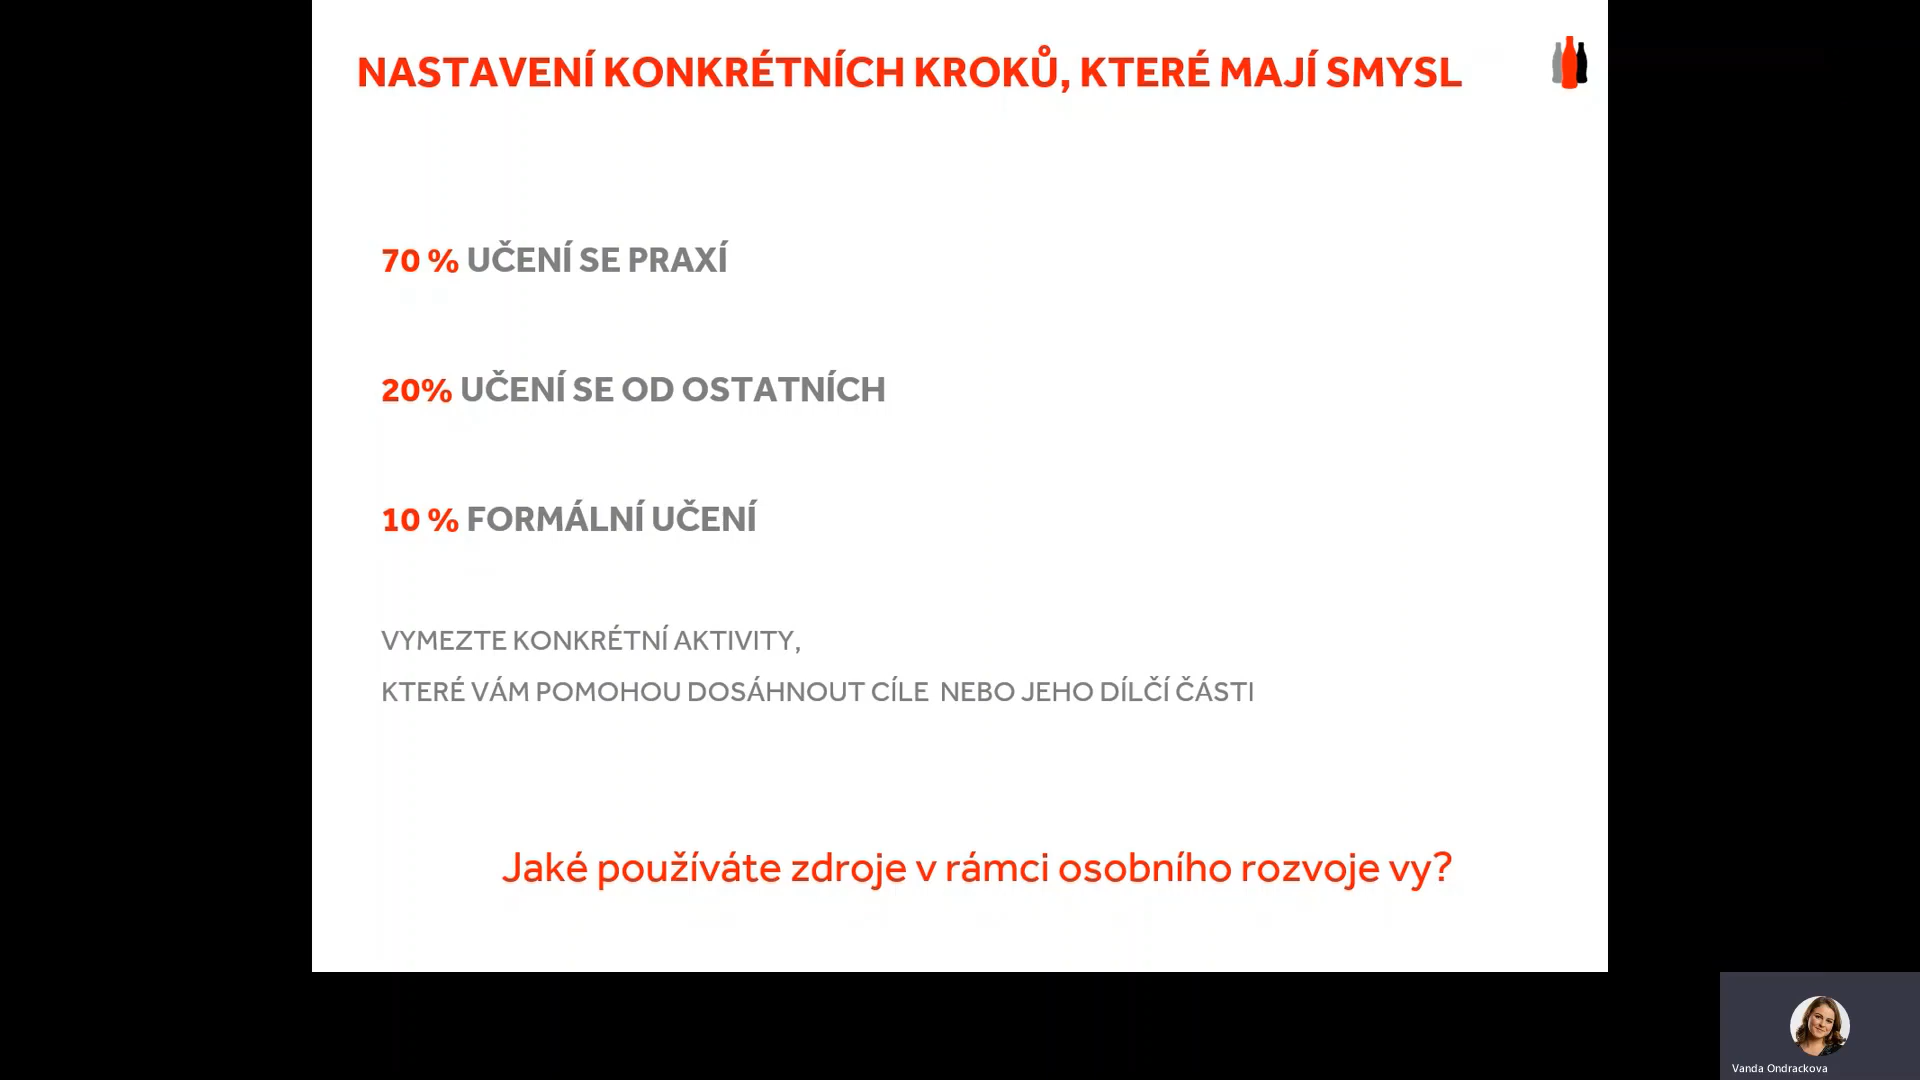 NASTAVENÍ KONKRÉTNÍCH KROKŮ, KTERÉ MAJÍ SMYSL
70 % UČENÍ SE PRAXÍ
20% UČENÍ SE OD OSTATNÍCH
10 % FORMÁLNÍ UČENÍ
VYMEZTE KONKRÉTNÍ AKTIVITY,
KTERÉ VÁM POMOHOU DOSÁHNOUT CÍLE NEBO JEHO DÍLČÍ ČÁSTI
Jaké používáte zdroje v rámci osobního rozvoje vy?
Vanda Ondrackova